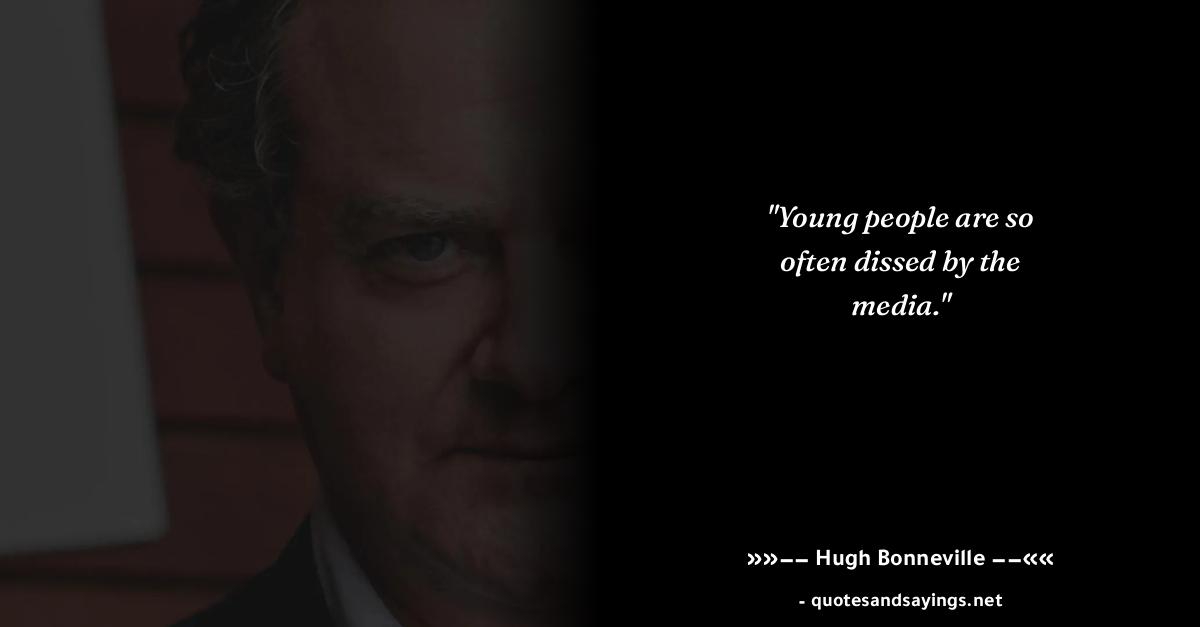 "Young people are so
often dissed by the
media."
»»−− Hugh Bonneville −−««
- quotesandsayings.net